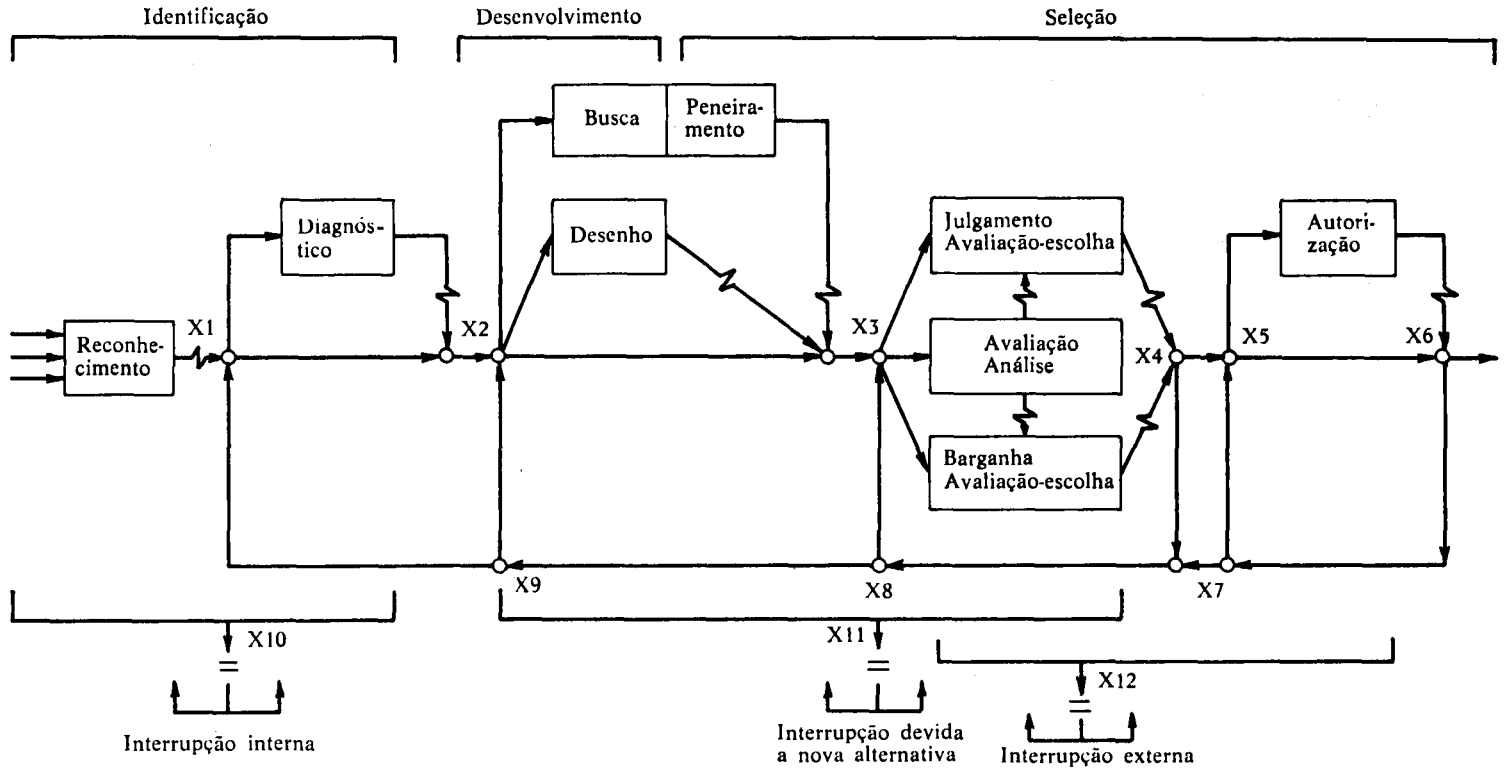 Identificação
Desenvolvimento
Seleção
Busca
Peneira-
mento
Diagnós-
tico
Desenho
Julgamento
Avaliação-escolha
Autori-
zação
X1
X2
X3
X4
X5
X6
Reconhe-
cimento
Avaliação
Análise
Barganha
Avaliação-escolha
X9
X8
X7
X10
X11
X12
Interrupção interna
Interrupção devida
a nova alternativa
Interrupção externa